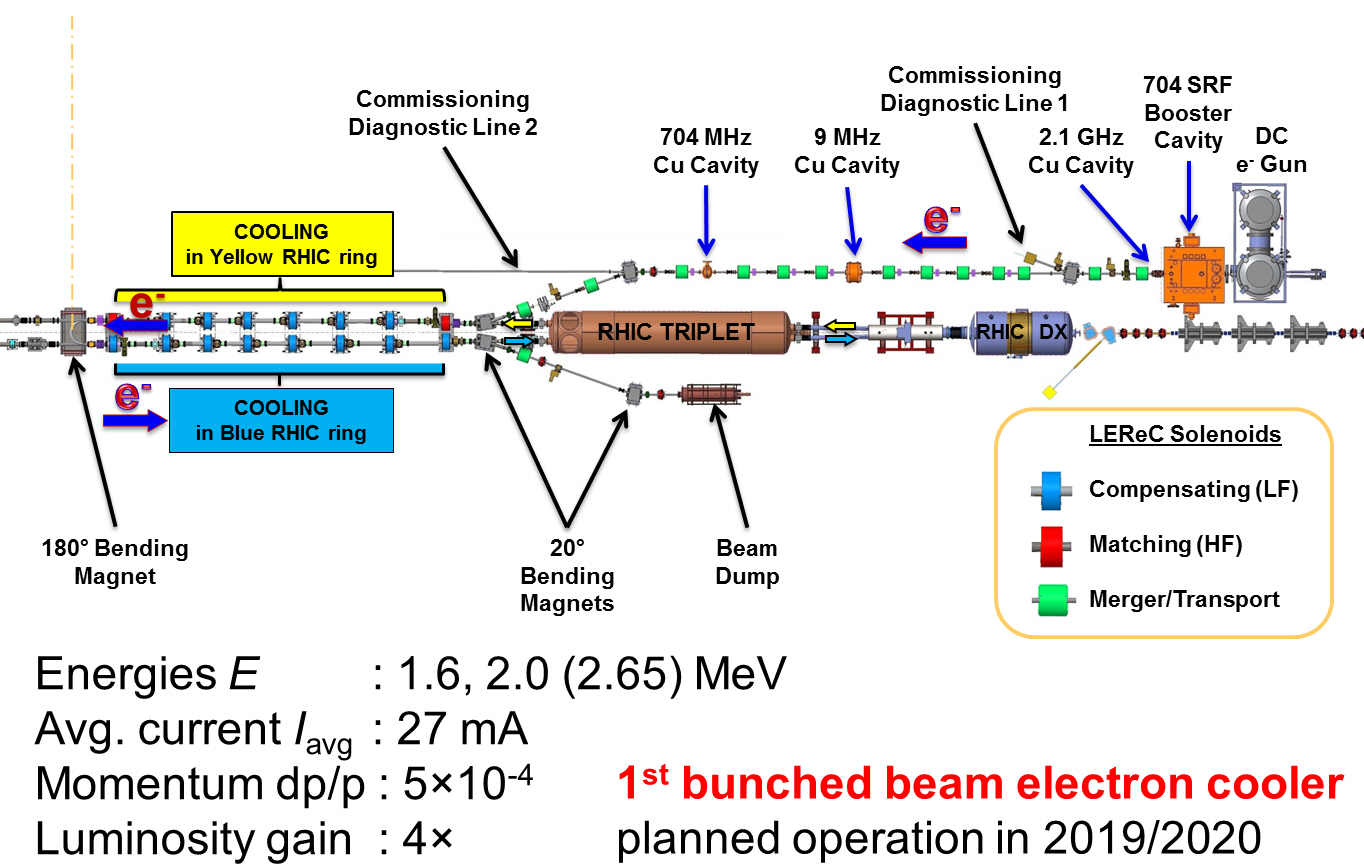 Commissioning
Diagnostic Line 2
704 MHz
Cu Cavity
9 MHz
Cu Cavity
Commissioning
Diagnostic Line 1
2.1 GHz
Cu Cavity
704 SRF
Booster
Cavity
DC
e- Gun
e-
COOLING
in Yellow RHIC ring
e-
RHIC TRIPLET
RHIC DX
e-
COOLING
in Blue RHIC ring
180° Bending
Magnet
20°
Bending
Magnets
Beam
Dump
LEReC Solenoids
Compensating (LF)
Matching (HF)
Merger/Transport
Energies E : 1.6, 2.0 (2.65) MeV
Avg. current Iavg : 27 mA
Momentum dp/p : 5×10-4
Luminosity gain : 4×
1st bunched beam electron cooler
planned operation in 2019/2020